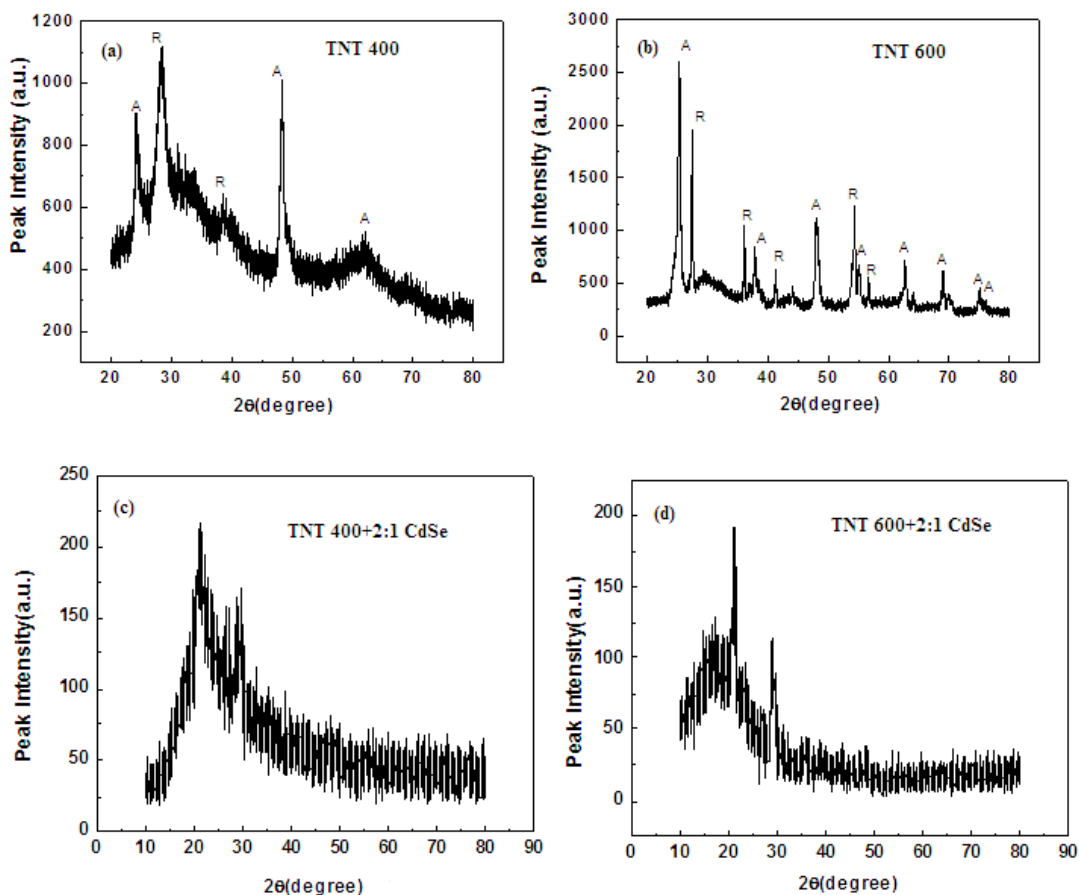 (a)
TNT 400
R
A
A
R
A
Peak Intensity (a.u.)
1200
1000
800
600
400
200
20 30 40 50 60 70 80
2θ(degree)
(b)
TNT 600
A
R
R
A
R
A
R
A
R
A
A
A
A
Peak Intensity (a.u.)
3000
2500
2000
1500
1000
500
0
20 30 40 50 60 70 80
2θ(degree)
(c)
TNT 400+2:1 CdSe
Peak Intensity(a.u.)
250
200
150
100
50
0
0 10 20 30 40 50 60 70 80 90
2θ(degree)
(d)
TNT 600+2:1 CdSe
Peak Intensity(a.u.)
200
150
100
50
0
0 10 20 30 40 50 60 70 80 90
2θ(degree)